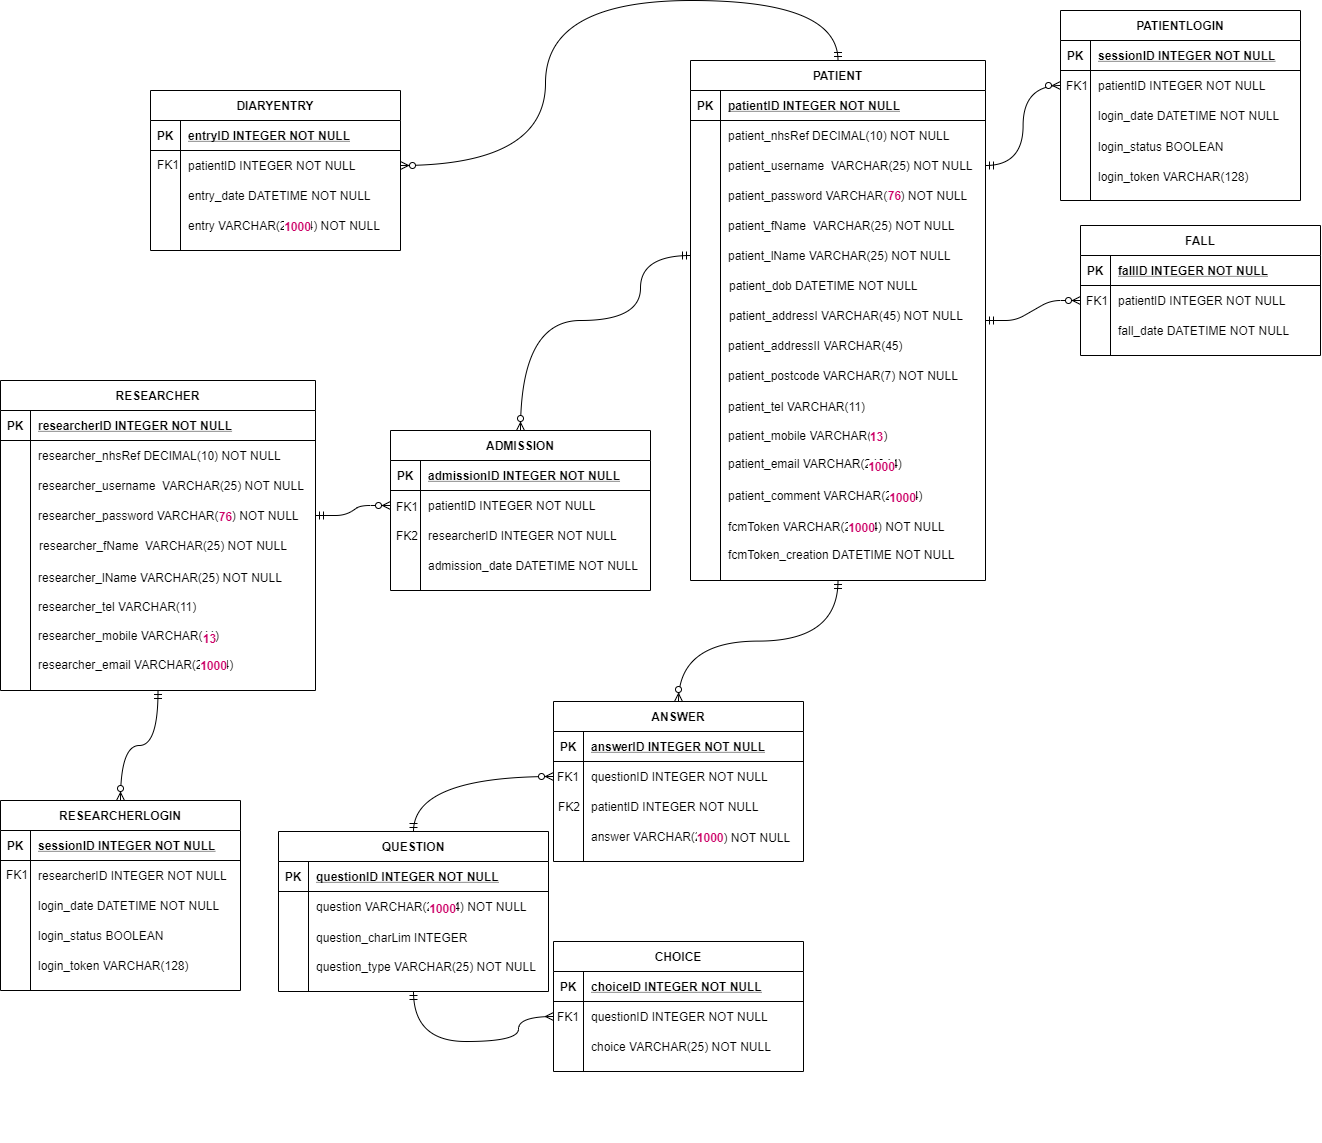 DIARYENTRY
PK entryID INTEGER NOT NULL
FK1 patientID INTEGER NOT NULL
entry_date DATETIME NOT NULL
entry VARCHAR(1000) NOT NULL
PATIENT
PK patientID INTEGER NOT NULL
patient_nhsRef DECIMAL(10) NOT NULL
patient_username VARCHAR(25) NOT NULL
patient_password VARCHAR(76) NOT NULL
patient_fName VARCHAR(25) NOT NULL
patient_lName VARCHAR(25) NOT NULL
patient_dob DATETIME NOT NULL
patient_addressI VARCHAR(45) NOT NULL
patient_addressII VARCHAR(45)
patient_postcode VARCHAR(7) NOT NULL
patient_tel VARCHAR(11)
patient_mobile VARCHAR(13)
patient_email VARCHAR(1000)
patient_comment VARCHAR(1000)
fcmToken VARCHAR(1000) NOT NULL
fcmToken_creation DATETIME NOT NULL
PATIENTLOGIN
PK sessionID INTEGER NOT NULL
FK1 patientID INTEGER NOT NULL
login_date DATETIME NOT NULL
login_status BOOLEAN
login_token VARCHAR(128)
FALL
PK fallID INTEGER NOT NULL
FK1 patientID INTEGER NOT NULL
fall_date DATETIME NOT NULL
RESEARCHER
PK researcherID INTEGER NOT NULL
researcher_nhsRef DECIMAL(10) NOT NULL
researcher_username VARCHAR(25) NOT NULL
researcher_password VARCHAR(76) NOT NULL
researcher_fName VARCHAR(25) NOT NULL
researcher_lName VARCHAR(25) NOT NULL
researcher_tel VARCHAR(11)
researcher_mobile VARCHAR(13)
researcher_email VARCHAR(1000)
ADMISSION
PK admissionID INTEGER NOT NULL
FK1 patientID INTEGER NOT NULL
FK2 researcherID INTEGER NOT NULL
admission_date DATETIME NOT NULL
ANSWER
PK answerID INTEGER NOT NULL
FK1 questionID INTEGER NOT NULL
FK2 patientID INTEGER NOT NULL
answer VARCHAR(1000) NOT NULL
RESEARCHERLOGIN
PK sessionID INTEGER NOT NULL
FK1 researcherID INTEGER NOT NULL
login_date DATETIME NOT NULL
login_status BOOLEAN
login_token VARCHAR(128)
QUESTION
PK questionID INTEGER NOT NULL
question VARCHAR(1000) NOT NULL
question_charLim INTEGER
question_type VARCHAR(25) NOT NULL
CHOICE
PK choiceID INTEGER NOT NULL
FK1 questionID INTEGER NOT NULL
choice VARCHAR(25) NOT NULL